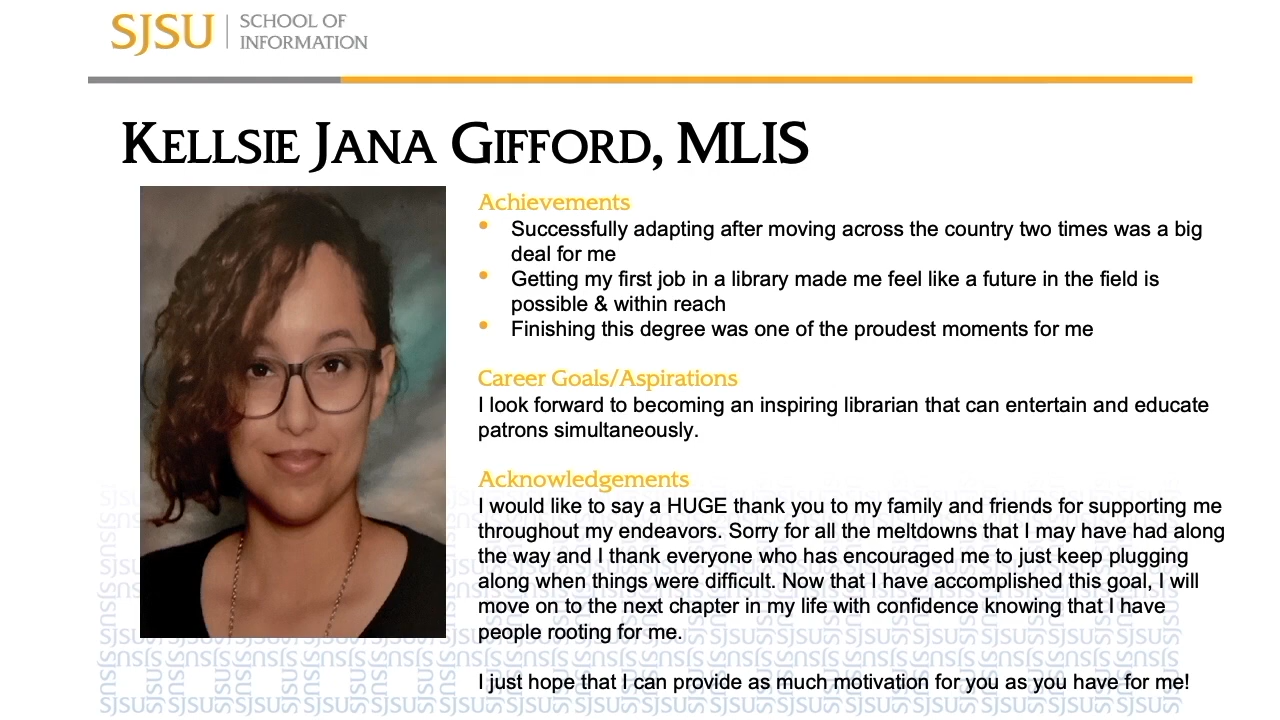 SJSU | SCHOOL OF
INFORMATION
KELLSIE JANA GIFFORD, MLIS
Achievements
• Successfully adapting after moving across the country two times was a big
deal for me
• Getting my first job in a library made me feel like a future in the field is
possible & within reach
• Finishing this degree was one of the proudest moments for me
Career Goals/Aspirations
I look forward to becoming an inspiring librarian that can entertain and educate
patrons simultaneously.
Acknowledgements
I would like to say a HUGE thank you to my family and friends for supporting me
throughout my endeavors. Sorry for all the meltdowns that I may have had along
the way and I thank everyone who has encouraged me to just keep plugging
along when things were difficult. Now that I have accomplished this goal, I will
move on to the next chapter in my life with confidence knowing that I have
people rooting for me.
I just hope that I can provide as much motivation for you as you have for me!